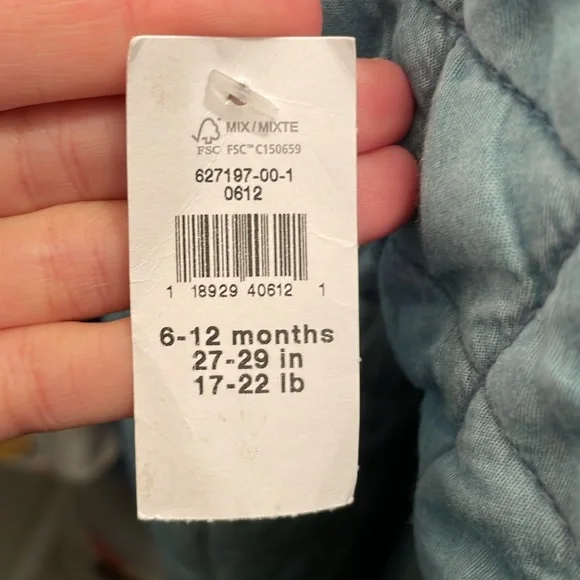 MIX/MIXTE
FSC FSC™ C150659
627197-00-1
0612
1 18929 40612 1
6-12 months
27-29 in
17-22 lb